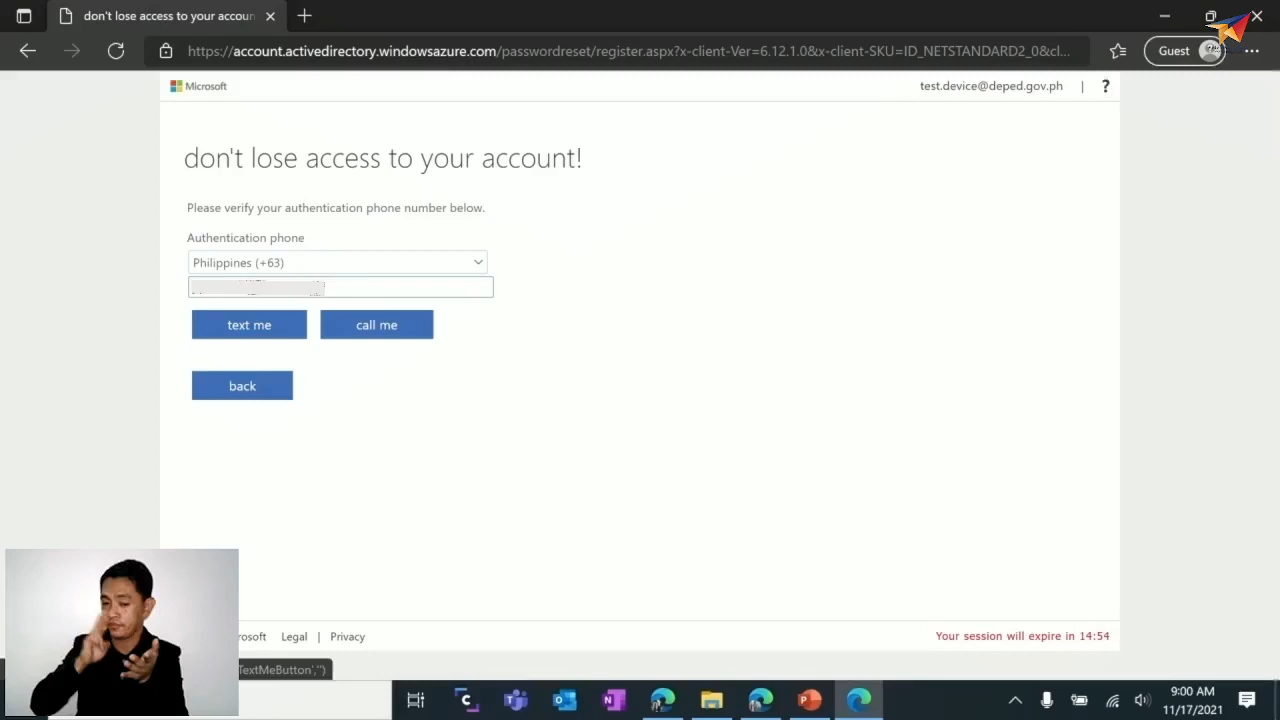 don't lose access to your accoun
https://account.activedirectory.windowsazure.com/passwordreset/register.aspx?x-client-Ver=6.12.1.0&x-client-SKU=ID_NETSTANDARD2_0&cl...
Guest
Microsoft
test.device@deped.gov.ph | ?
don't lose access to your account!
Please verify your authentication phone number below.
Authentication phone
Philippines (+63)
text me
call me
back
rosoft Legal | Privacy
Your session will expire in 14:54
TextMeButton','')
9:00 AM
11/17/2021